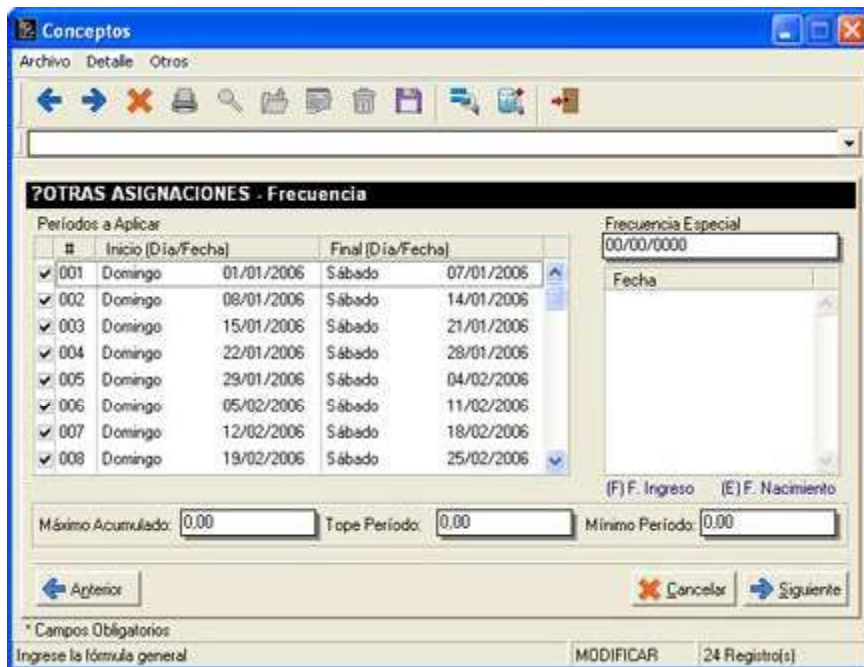 Conceptos
Archivo Detalle Otros
?OTRAS ASIGNACIONES - Frecuencia
Períodos a Aplicar
# Inicio (Día/Fecha) Final (Día/Fecha)
001 Domingo 01/01/2006 Sábado 07/01/2006
002 Domingo 08/01/2006 Sábado 14/01/2006
003 Domingo 15/01/2006 Sábado 21/01/2006
004 Domingo 22/01/2006 Sábado 28/01/2006
005 Domingo 29/01/2006 Sábado 04/02/2006
006 Domingo 05/02/2006 Sábado 11/02/2006
007 Domingo 12/02/2006 Sábado 18/02/2006
008 Domingo 19/02/2006 Sábado 25/02/2006
Frecuencia Especial
00/00/0000
Fecha
(F) F. Ingreso (E) F. Nacimiento
Máximo Acumulado: 0,00 Tope Período: 0,00 Mínimo Período: 0,00
Anterior Cancelar Siguiente
* Campos Obligatorios
Ingrese la fórmula general MODIFICAR 24 Registro(s)